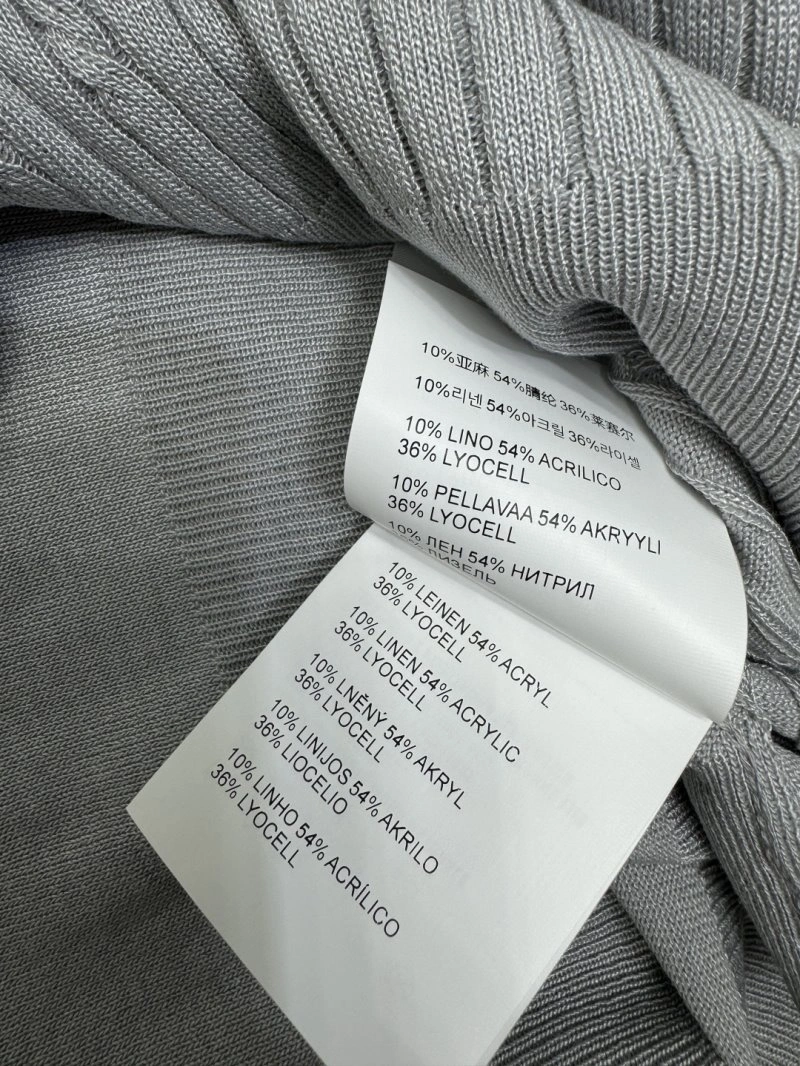 10%亚麻 54%腈纶 36%莱赛尔
10%리넨 54%아크릴 36%라이셀
10% LINO 54% ACRILICO
36% LYOCELL
10% PELLAVAA 54% AKRYYLI
36% LYOCELL
10% ЛЕН 54% НИТРИЛ
ЛИЗЕЛЬ
10% LEINEN 54% ACRYL
36% LYOCELL
10% LINEN 54% ACRYLIC
36% LYOCELL
10% LNĚNÝ 54% AKRYL
36% LYOCELL
10% LINIJOS 54% AKRILO
36% LIOCELIO
10% LINHO 54% ACRÍLICO
36% LYOCELL